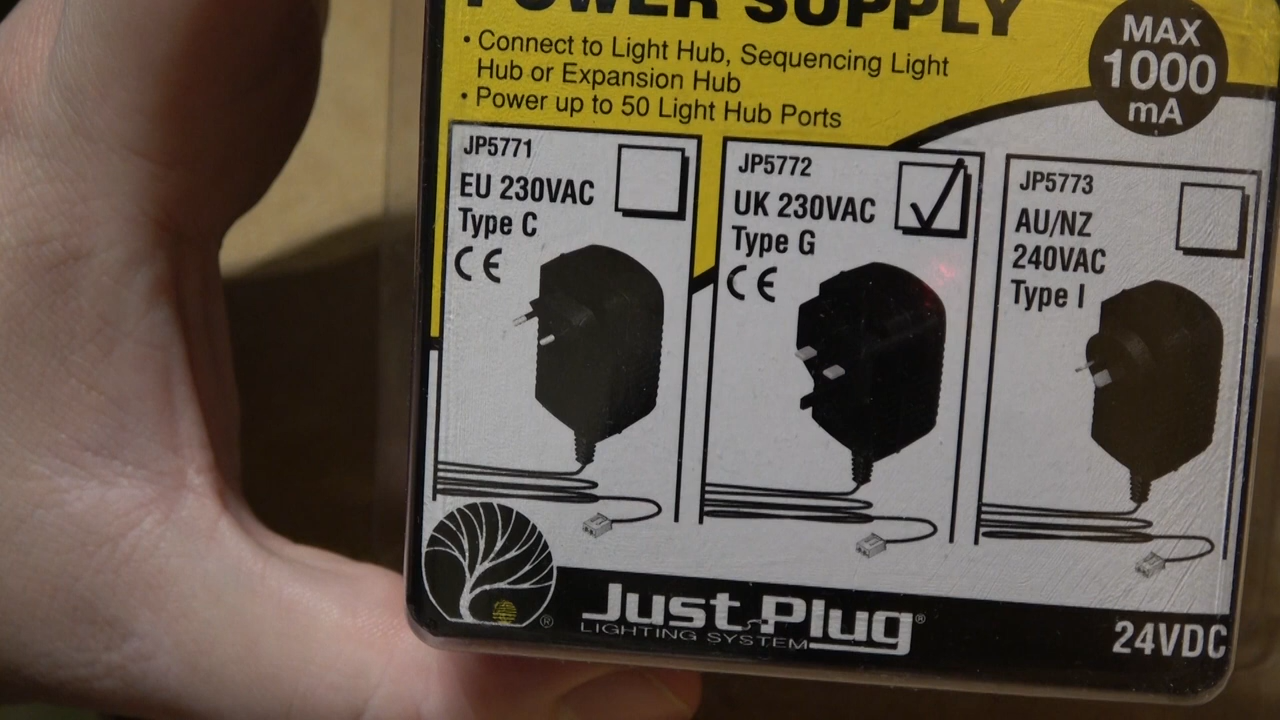 POWER SUPPLY
• Connect to Light Hub, Sequencing Light
Hub or Expansion Hub
• Power up to 50 Light Hub Ports
MAX
1000
mA
JP5771
EU 230VAC
Type C
CE
JP5772
UK 230VAC
Type G
CE
JP5773
AU/NZ
240VAC
Type I
®
Just Plug®
LIGHTING SYSTEM
24VDC